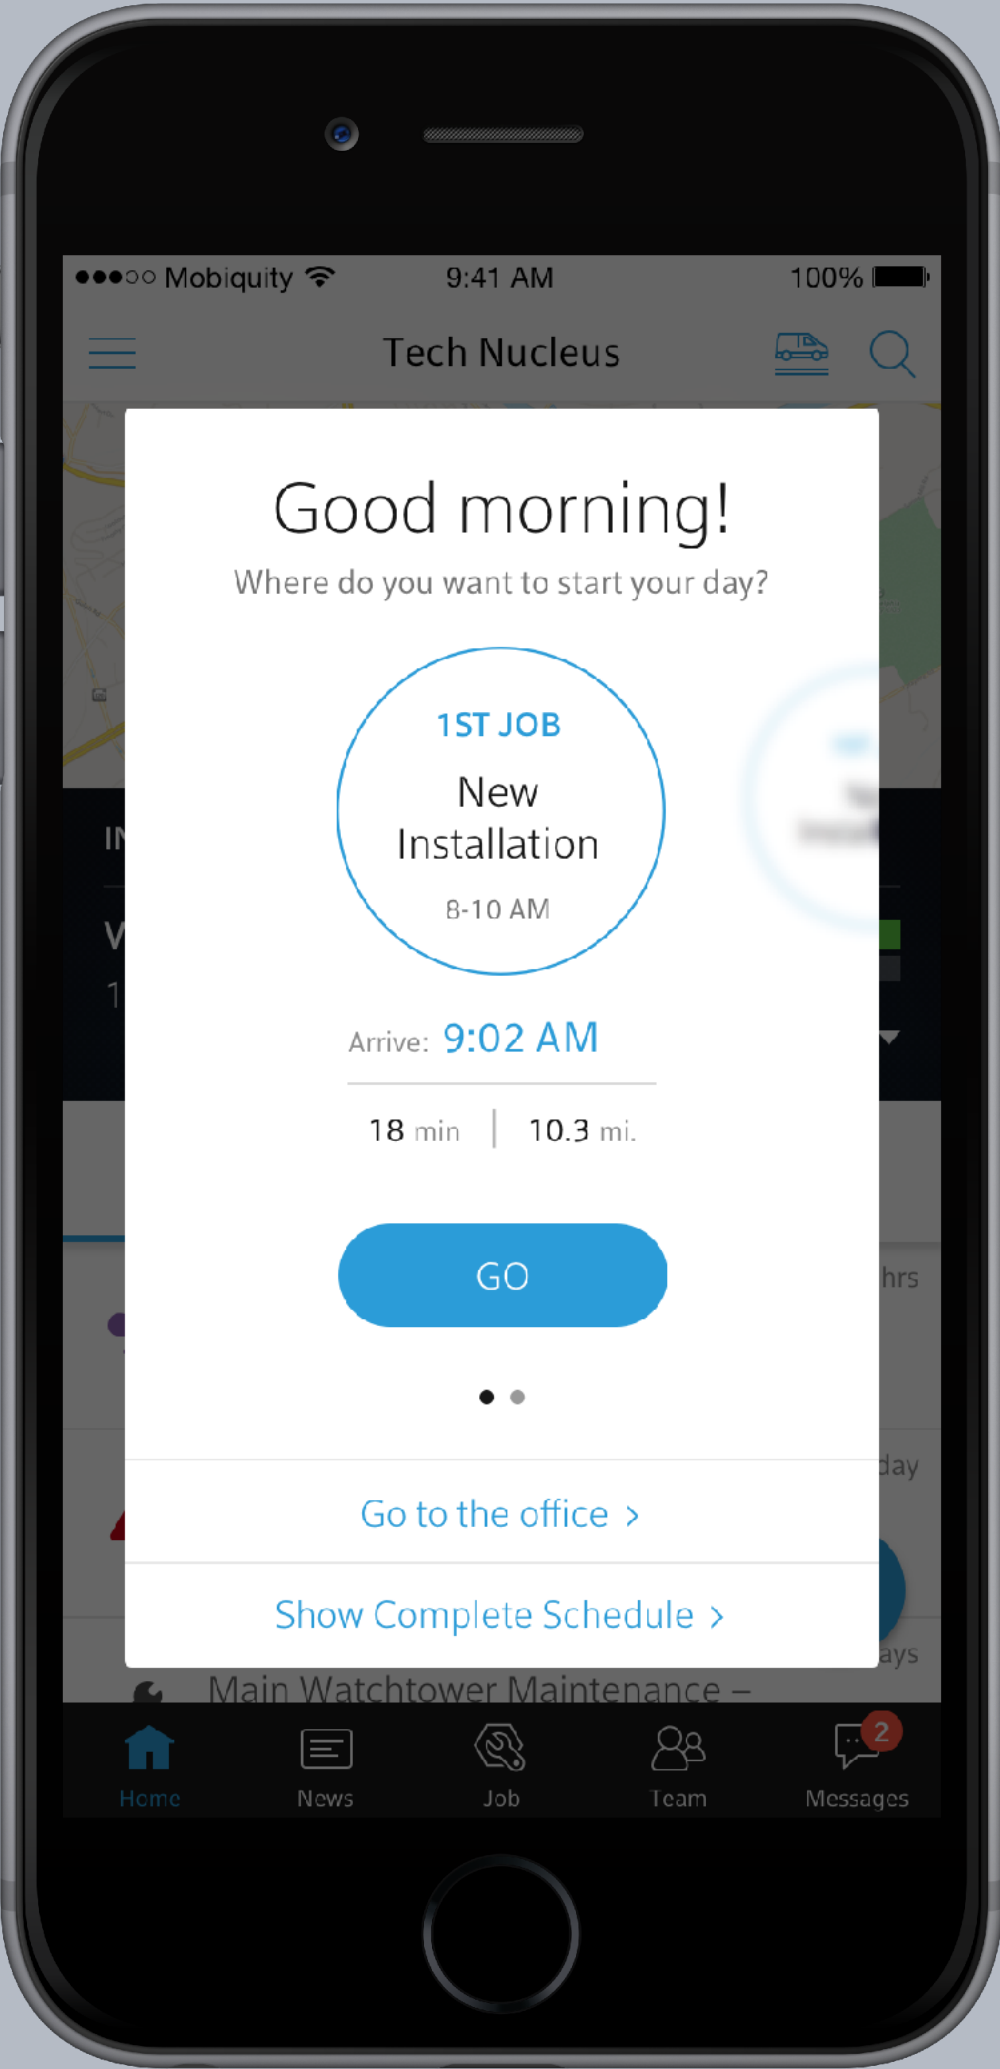 Mobiquity 9:41 AM 100%
Tech Nucleus
Good morning!
Where do you want to start your day?
1ST JOB
New
Installation
8-10 AM
Arrive: 9:02 AM
18 min | 10.3 mi.
GO
hrs
day
Go to the office >
Show Complete Schedule >
ays
Main Watchtower Maintenance –
2
Home News Job Team Messages